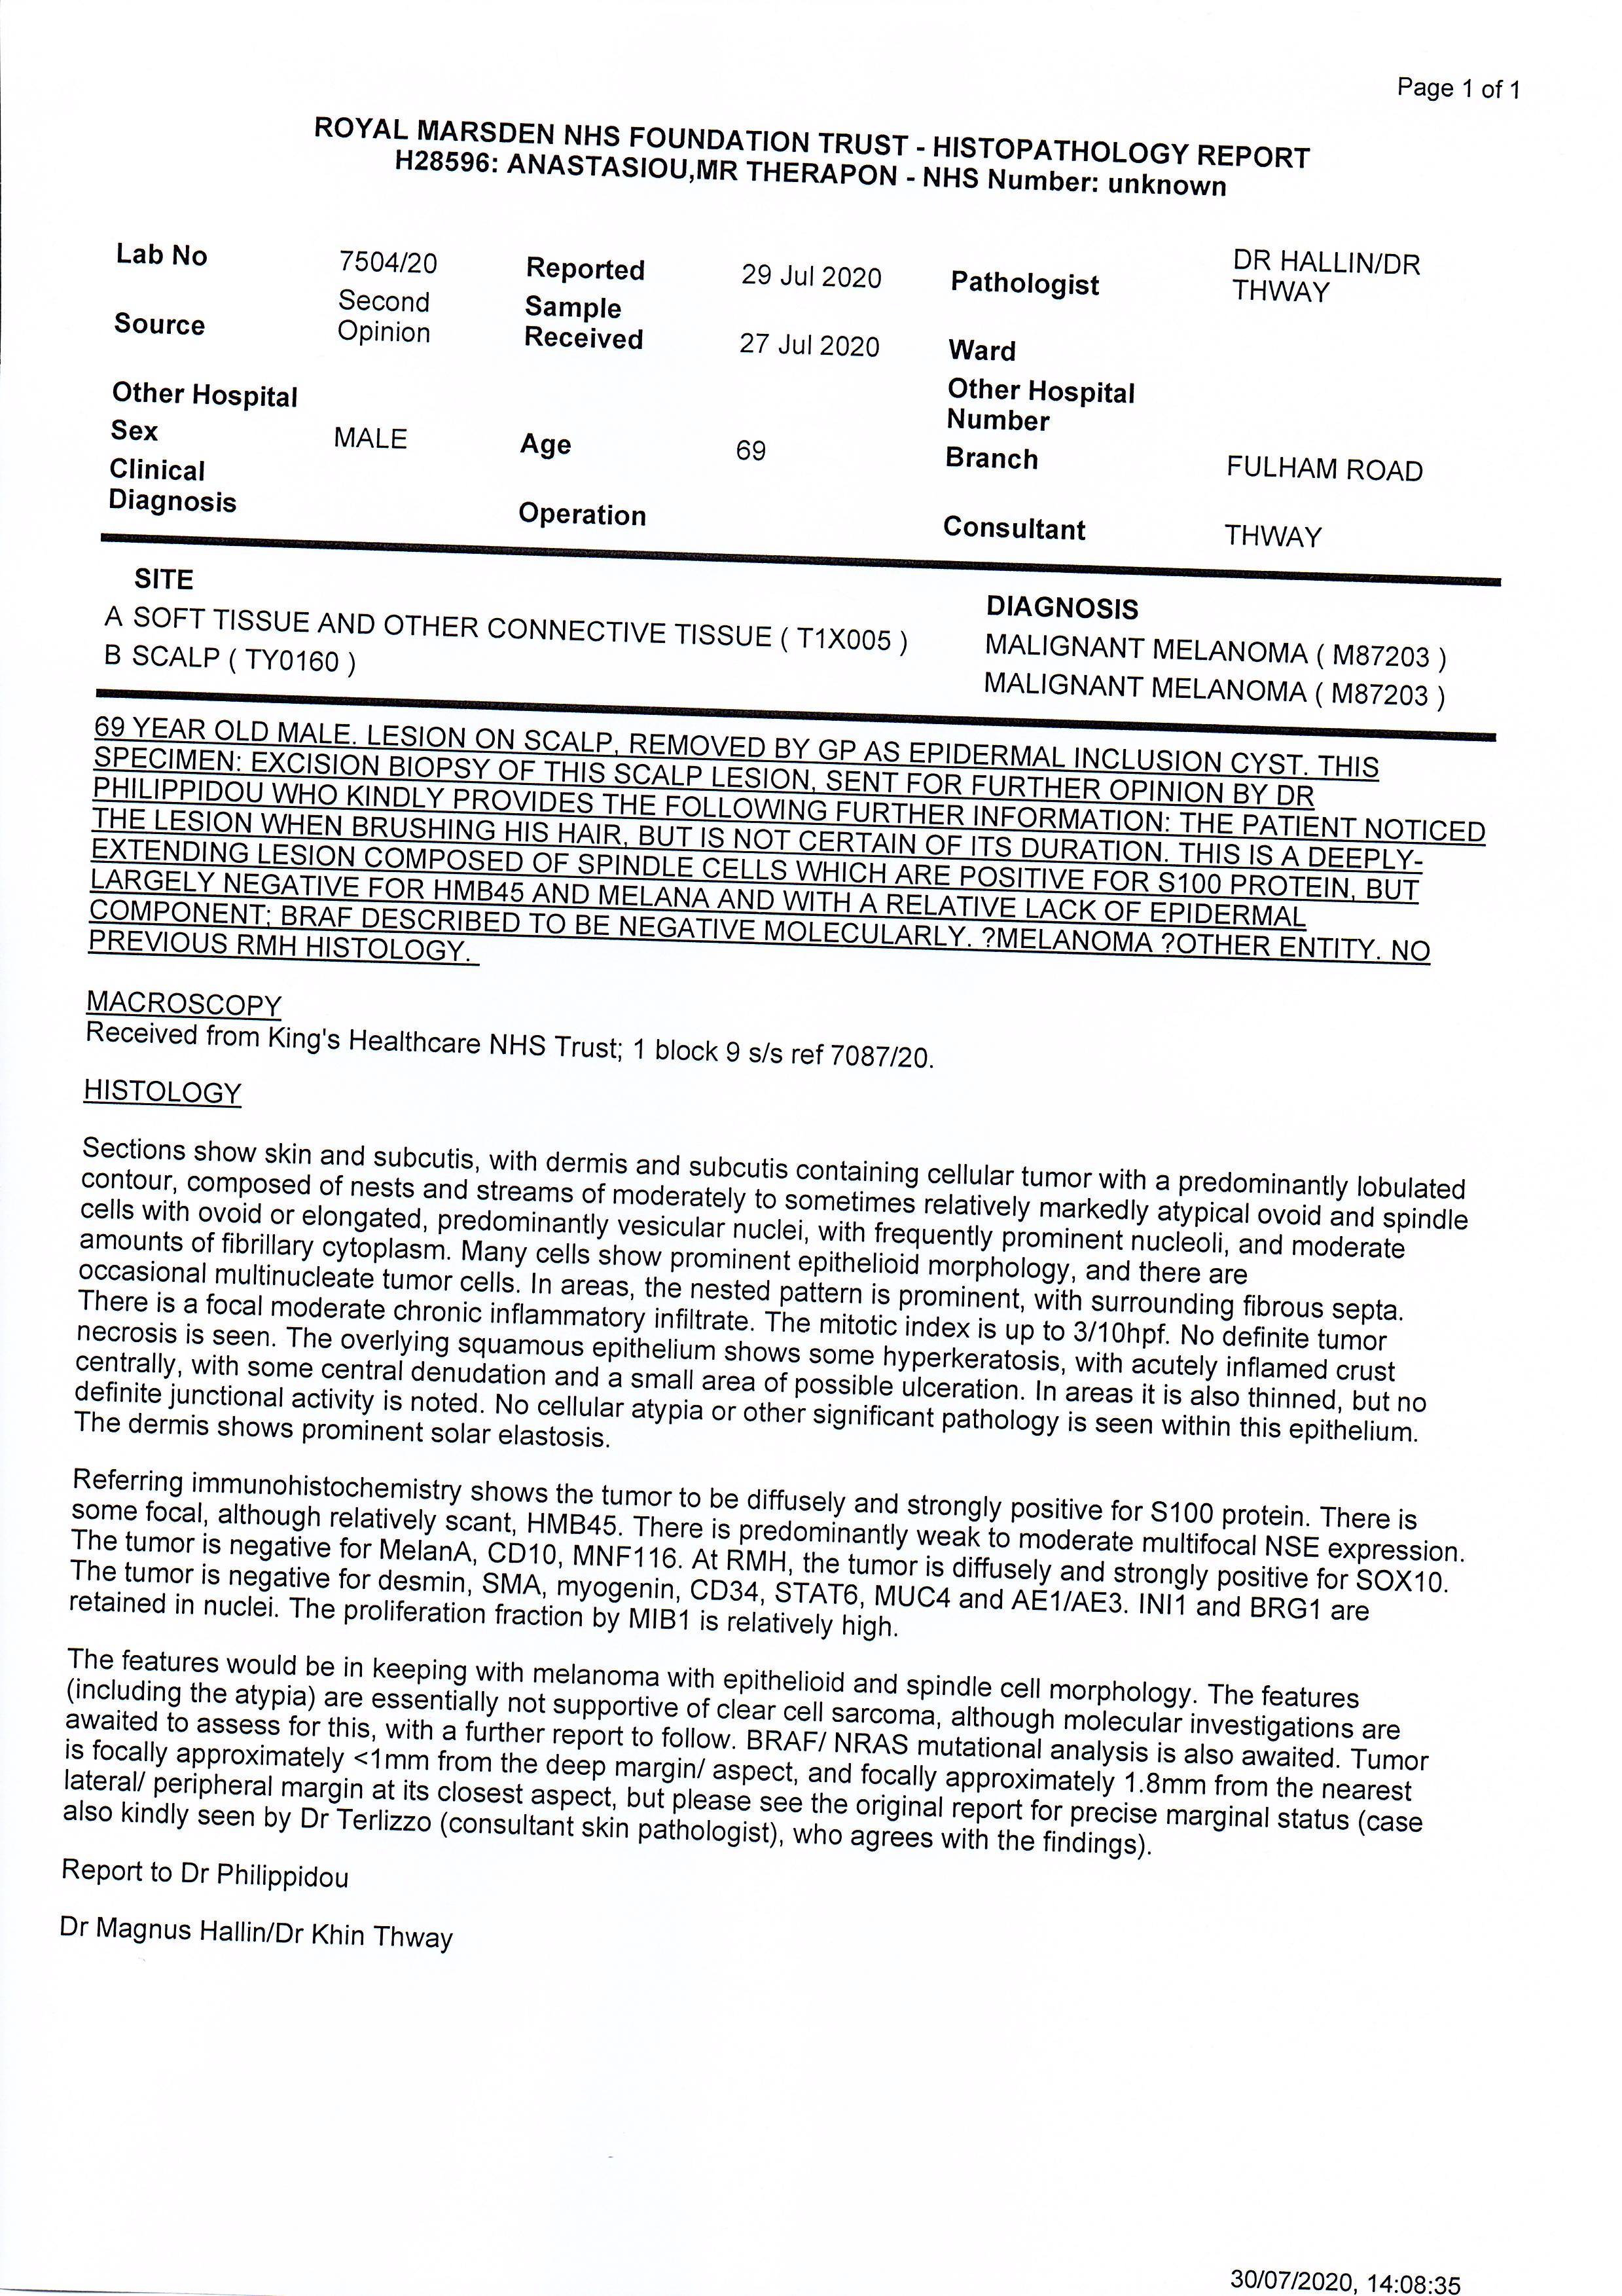 Page 1 of 1
ROYAL MARSDEN NHS FOUNDATION TRUST - HISTOPATHOLOGY REPORT
H28596: ANASTASIOU,MR THERAPON - NHS Number: unknown
Lab No 7504/20 Reported 29 Jul 2020 Pathologist DR HALLIN/DR THWAY
Source Second Opinion Sample Received 27 Jul 2020 Ward
Other Hospital Other Hospital Number
Sex MALE Age 69 Branch FULHAM ROAD
Clinical Diagnosis Operation Consultant THWAY
SITE DIAGNOSIS
A SOFT TISSUE AND OTHER CONNECTIVE TISSUE ( T1X005 ) MALIGNANT MELANOMA ( M87203 )
B SCALP ( TY0160 ) MALIGNANT MELANOMA ( M87203 )
69 YEAR OLD MALE. LESION ON SCALP, REMOVED BY GP AS EPIDERMAL INCLUSION CYST. THIS
SPECIMEN: EXCISION BIOPSY OF THIS SCALP LESION, SENT FOR FURTHER OPINION BY DR
PHILIPPIDOU WHO KINDLY PROVIDES THE FOLLOWING FURTHER INFORMATION: THE PATIENT NOTICED
THE LESION WHEN BRUSHING HIS HAIR, BUT IS NOT CERTAIN OF ITS DURATION. THIS IS A DEEPLY-
EXTENDING LESION COMPOSED OF SPINDLE CELLS WHICH ARE POSITIVE FOR S100 PROTEIN, BUT
LARGELY NEGATIVE FOR HMB45 AND MELANA AND WITH A RELATIVE LACK OF EPIDERMAL
COMPONENT; BRAF DESCRIBED TO BE NEGATIVE MOLECULARLY. ?MELANOMA ?OTHER ENTITY. NO
PREVIOUS RMH HISTOLOGY.
MACROSCOPY
Received from King's Healthcare NHS Trust; 1 block 9 s/s ref 7087/20.
HISTOLOGY
Sections show skin and subcutis, with dermis and subcutis containing cellular tumor with a predominantly lobulated
contour, composed of nests and streams of moderately to sometimes relatively markedly atypical ovoid and spindle
cells with ovoid or elongated, predominantly vesicular nuclei, with frequently prominent nucleoli, and moderate
amounts of fibrillary cytoplasm. Many cells show prominent epithelioid morphology, and there are
occasional multinucleate tumor cells. In areas, the nested pattern is prominent, with surrounding fibrous septa.
There is a focal moderate chronic inflammatory infiltrate. The mitotic index is up to 3/10hpf. No definite tumor
necrosis is seen. The overlying squamous epithelium shows some hyperkeratosis, with acutely inflamed crust
centrally, with some central denudation and a small area of possible ulceration. In areas it is also thinned, but no
definite junctional activity is noted. No cellular atypia or other significant pathology is seen within this epithelium.
The dermis shows prominent solar elastosis.
Referring immunohistochemistry shows the tumor to be diffusely and strongly positive for S100 protein. There is
some focal, although relatively scant, HMB45. There is predominantly weak to moderate multifocal NSE expression.
The tumor is negative for MelanA, CD10, MNF116. At RMH, the tumor is diffusely and strongly positive for SOX10.
The tumor is negative for desmin, SMA, myogenin, CD34, STAT6, MUC4 and AE1/AE3. INI1 and BRG1 are
retained in nuclei. The proliferation fraction by MIB1 is relatively high.
The features would be in keeping with melanoma with epithelioid and spindle cell morphology. The features
(including the atypia) are essentially not supportive of clear cell sarcoma, although molecular investigations are
awaited to assess for this, with a further report to follow. BRAF/ NRAS mutational analysis is also awaited. Tumor
is focally approximately <1mm from the deep margin/ aspect, and focally approximately 1.8mm from the nearest
lateral/ peripheral margin at its closest aspect, but please see the original report for precise marginal status (case
also kindly seen by Dr Terlizzo (consultant skin pathologist), who agrees with the findings).
Report to Dr Philippidou
Dr Magnus Hallin/Dr Khin Thway
30/07/2020, 14:08:35